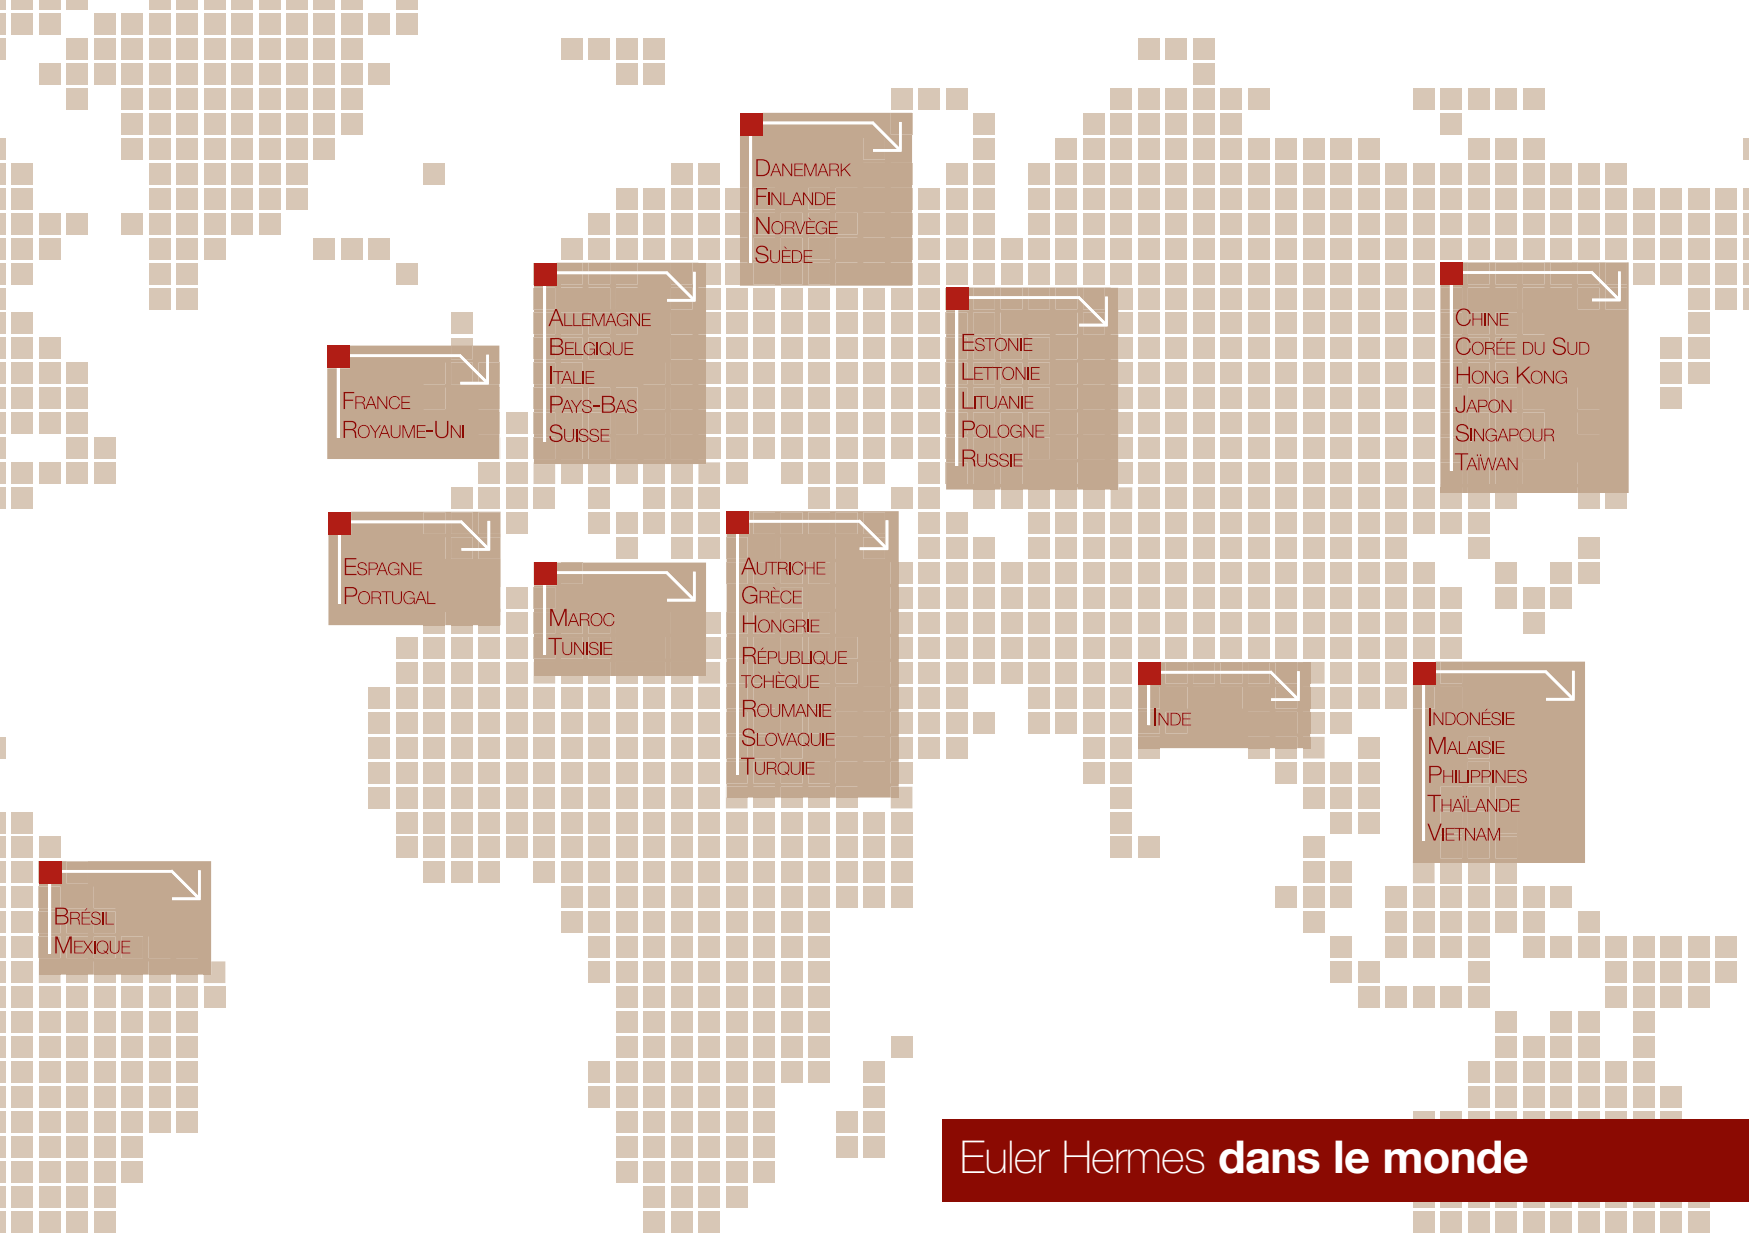 Danemark
Finlande
Norvège
Suède
Allemagne
Belgique
Italie
Pays-Bas
Suisse
Estonie
Lettonie
Lituanie
Pologne
Russie
Chine
Corée du Sud
Hong Kong
Japon
Singapour
Taïwan
France
Royaume-Uni
Espagne
Portugal
Maroc
Tunisie
Autriche
Grèce
Hongrie
République
tchèque
Roumanie
Slovaquie
Turquie
Inde
Indonésie
Malaisie
Philippines
Thaïlande
Vietnam
Brésil
Mexique
Euler Hermes dans le monde